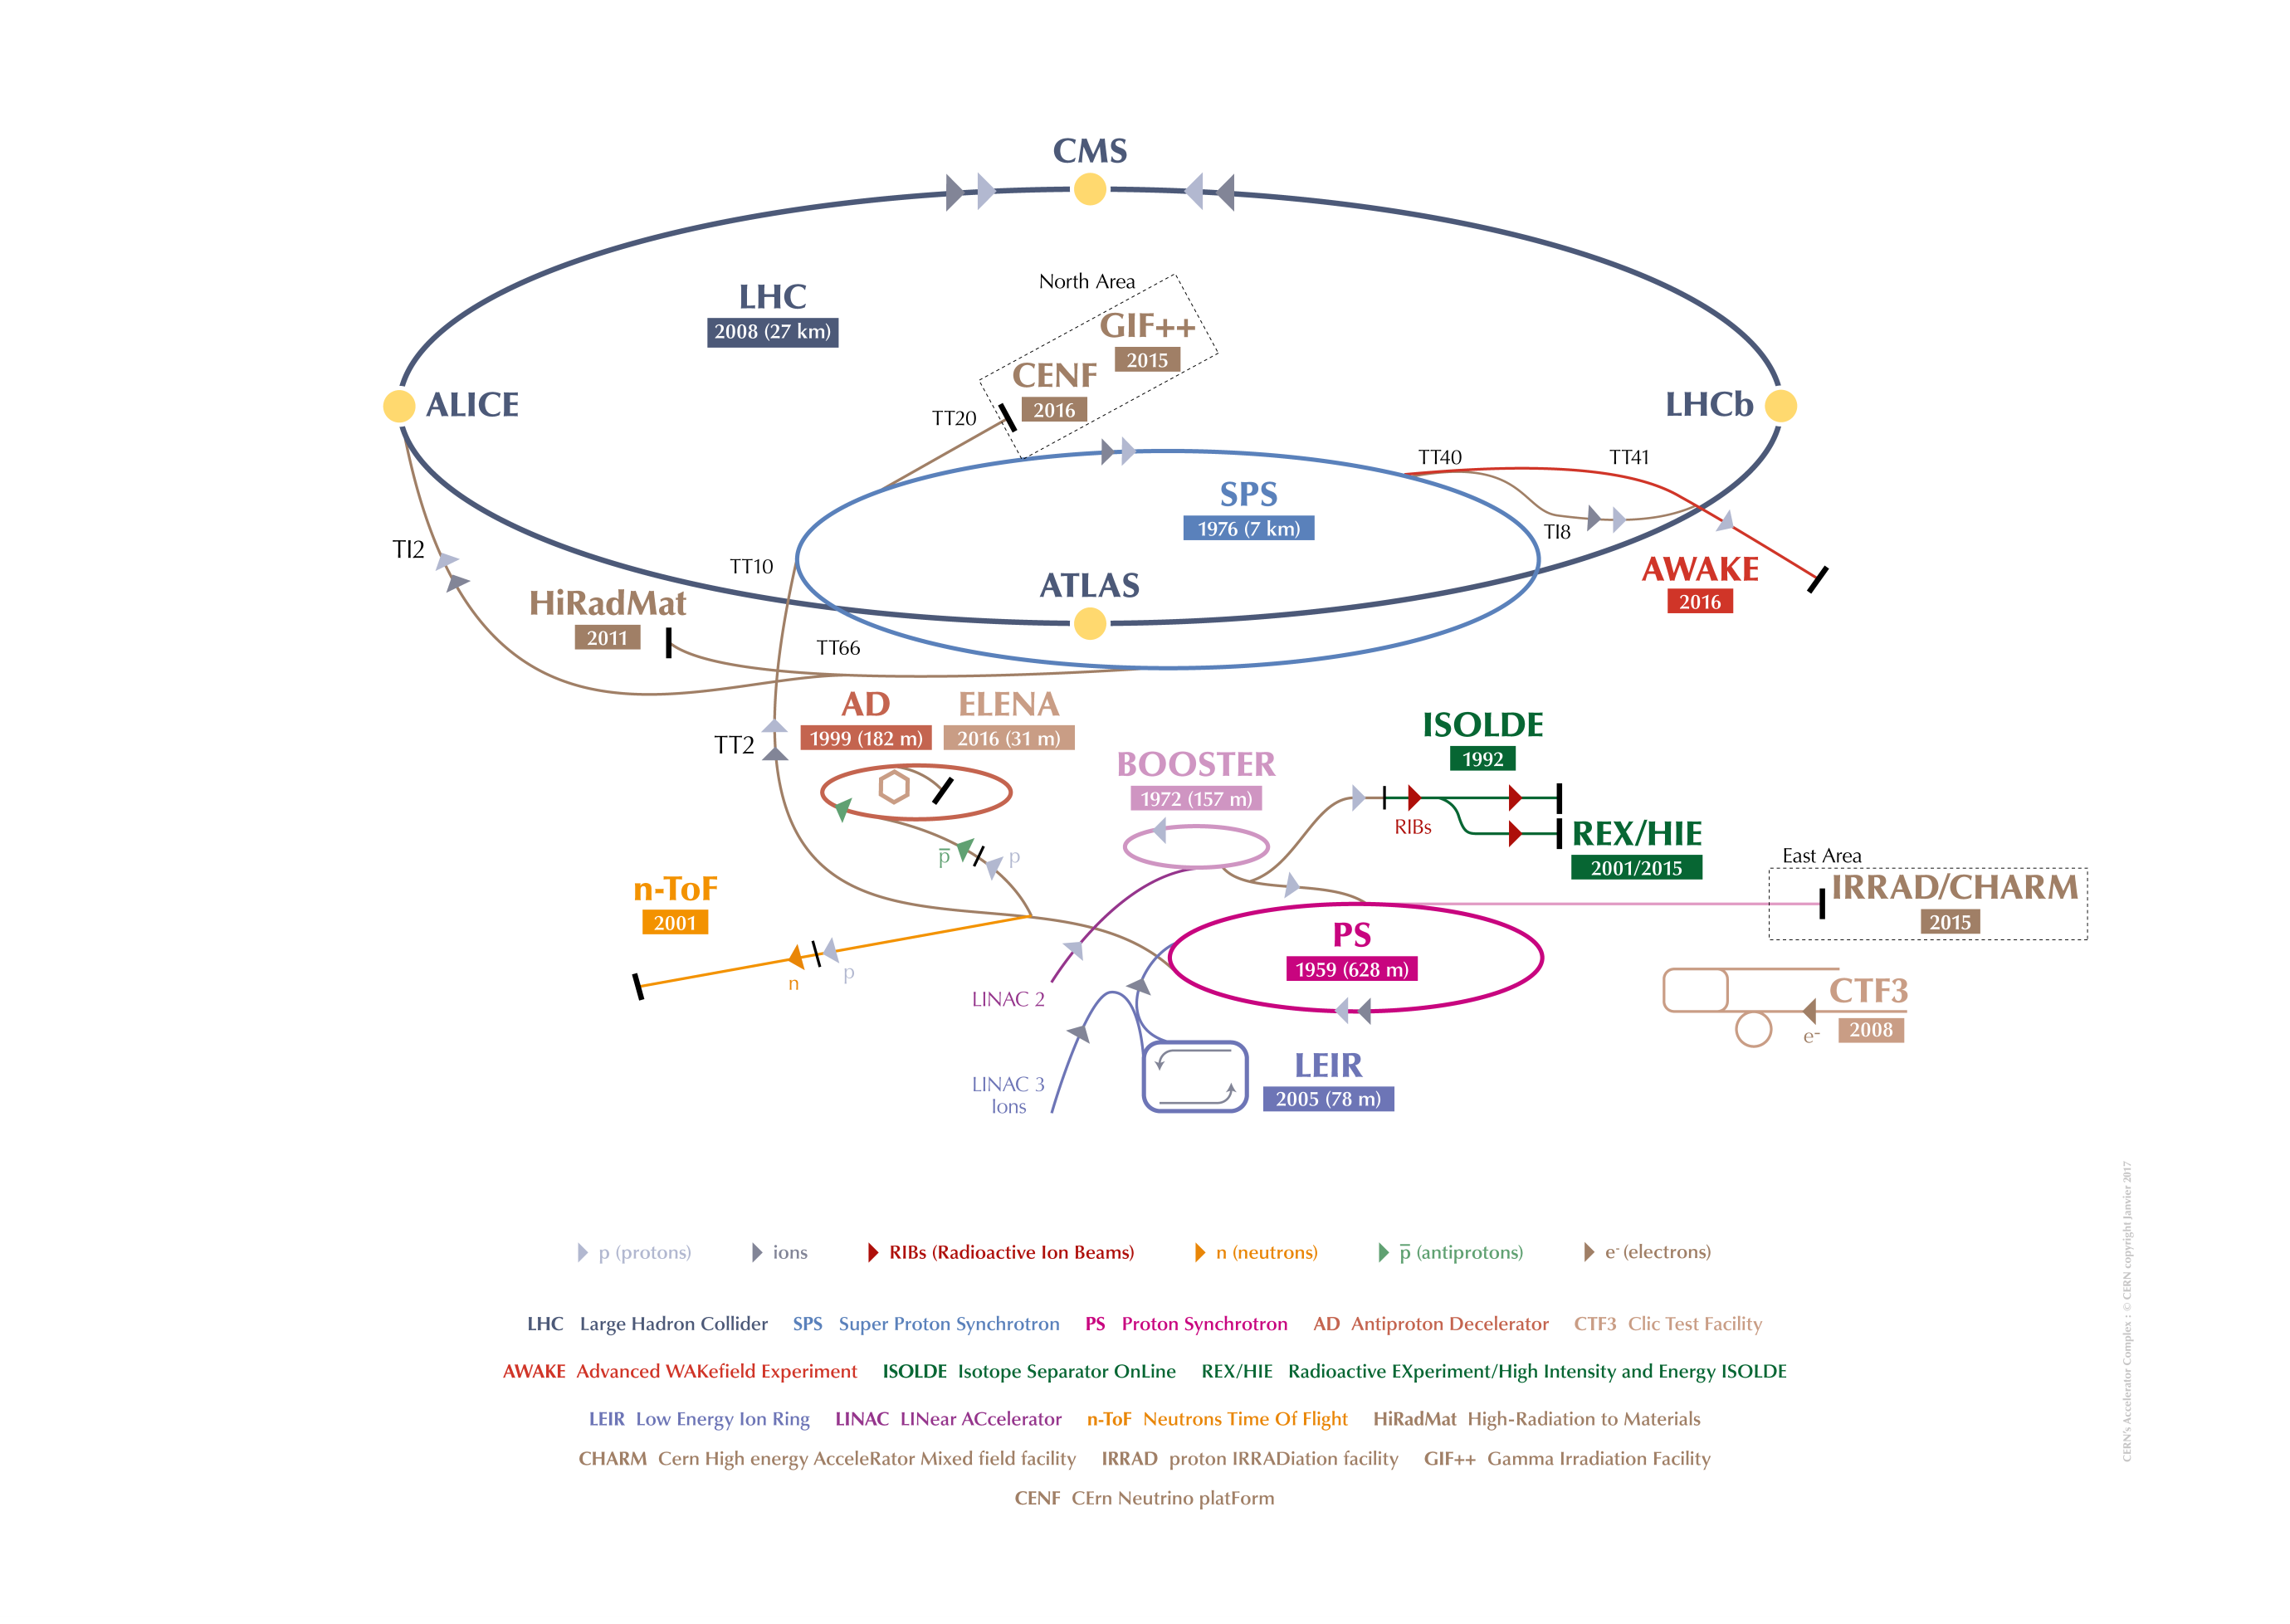 CMS
North Area
LHC
2008 (27 km)
GIF++
2015
CENF
2016
ALICE
LHCb
TT20
TT40
TT41
SPS
1976 (7 km)
TI8
TI2
TT10
ATLAS
AWAKE
2016
HiRadMat
2011
TT66
AD
1999 (182 m)
ELENA
2016 (31 m)
TT2
ISOLDE
1992
BOOSTER
1972 (157 m)
RIBs
REX/HIE
2001/2015
p̅
p
East Area
IRRAD/CHARM
2015
n-ToF
2001
PS
1959 (628 m)
p
n
LINAC 2
CTF3
2008
e-
LEIR
2005 (78 m)
LINAC 3
Ions
p (protons) ions RIBs (Radioactive Ion Beams) n (neutrons) p̅ (antiprotons) e- (electrons)
LHC Large Hadron Collider SPS Super Proton Synchrotron PS Proton Synchrotron AD Antiproton Decelerator CTF3 Clic Test Facility
AWAKE Advanced WAKefield Experiment ISOLDE Isotope Separator OnLine REX/HIE Radioactive EXperiment/High Intensity and Energy ISOLDE
LEIR Low Energy Ion Ring LINAC LINear ACcelerator n-ToF Neutrons Time Of Flight HiRadMat High-Radiation to Materials
CHARM Cern High energy AcceleRator Mixed field facility IRRAD proton IRRADiation facility GIF++ Gamma Irradiation Facility
CENF CErn Neutrino platForm
CERN's Accelerator Complex : © CERN copyright Janvier 2017